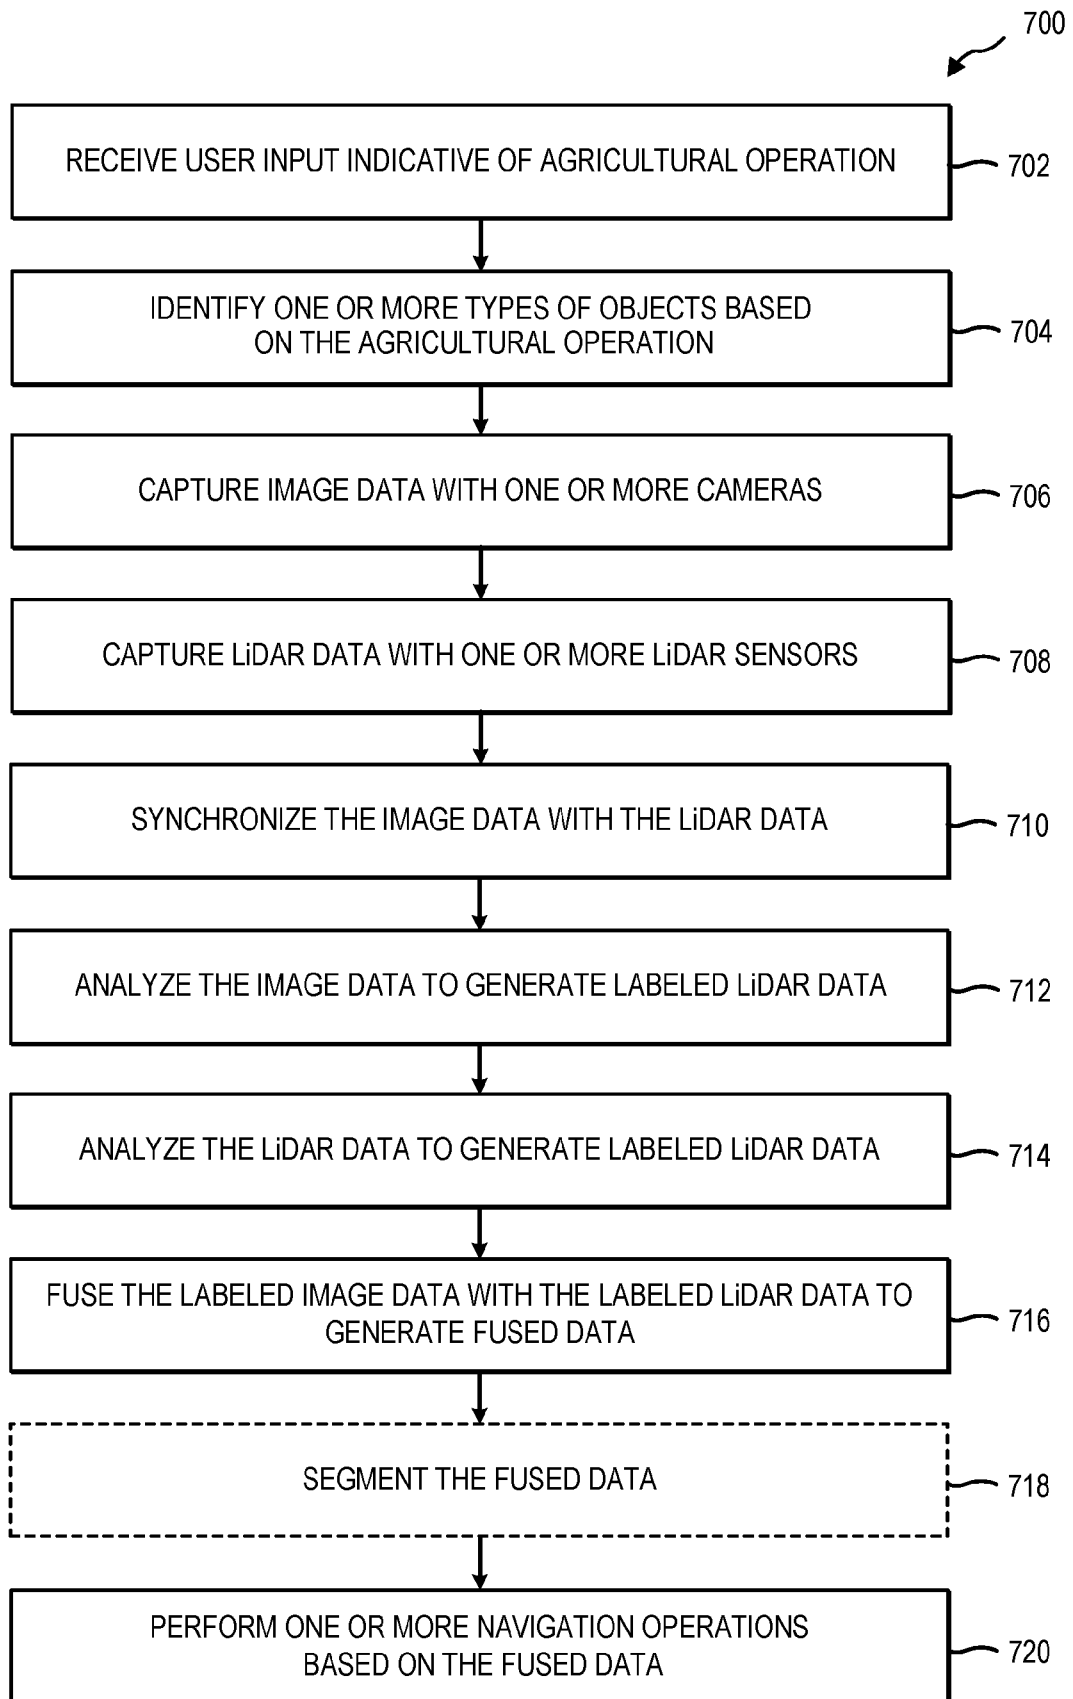 700
RECEIVE USER INPUT INDICATIVE OF AGRICULTURAL OPERATION
702
IDENTIFY ONE OR MORE TYPES OF OBJECTS BASED
ON THE AGRICULTURAL OPERATION
704
CAPTURE IMAGE DATA WITH ONE OR MORE CAMERAS
706
CAPTURE LiDAR DATA WITH ONE OR MORE LiDAR SENSORS
708
SYNCHRONIZE THE IMAGE DATA WITH THE LiDAR DATA
710
ANALYZE THE IMAGE DATA TO GENERATE LABELED LiDAR DATA
712
ANALYZE THE LiDAR DATA TO GENERATE LABELED LiDAR DATA
714
FUSE THE LABELED IMAGE DATA WITH THE LABELED LiDAR DATA TO
GENERATE FUSED DATA
716
SEGMENT THE FUSED DATA
718
PERFORM ONE OR MORE NAVIGATION OPERATIONS
BASED ON THE FUSED DATA
720